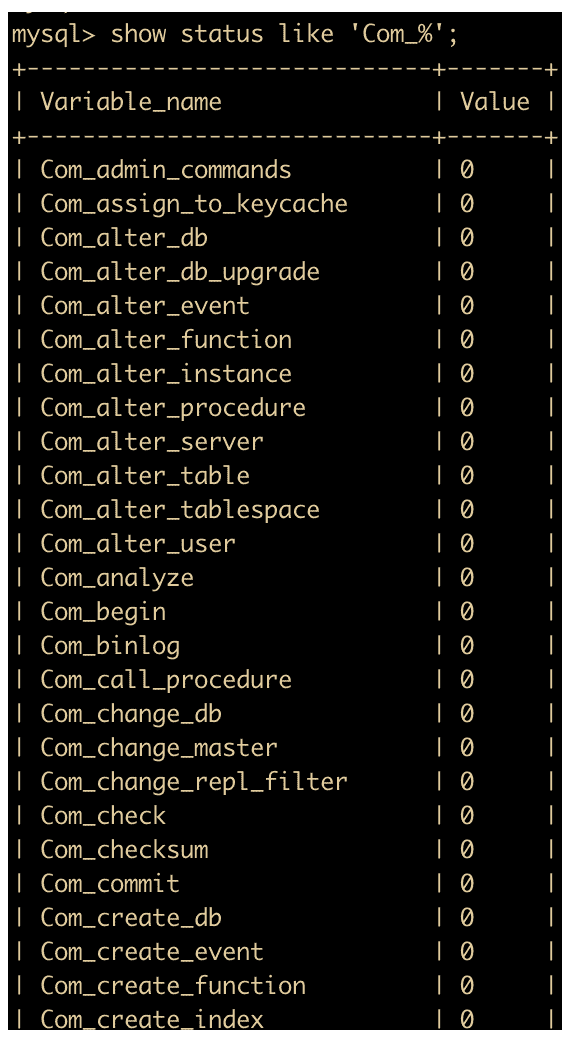 mysql> show status like 'Com_%';
+-----------------------------+-------+
| Variable_name               | Value |
+-----------------------------+-------+
| Com_admin_commands          | 0     |
| Com_assign_to_keycache      | 0     |
| Com_alter_db                | 0     |
| Com_alter_db_upgrade        | 0     |
| Com_alter_event             | 0     |
| Com_alter_function          | 0     |
| Com_alter_instance          | 0     |
| Com_alter_procedure         | 0     |
| Com_alter_server            | 0     |
| Com_alter_table             | 0     |
| Com_alter_tablespace        | 0     |
| Com_alter_user              | 0     |
| Com_analyze                 | 0     |
| Com_begin                   | 0     |
| Com_binlog                  | 0     |
| Com_call_procedure          | 0     |
| Com_change_db               | 0     |
| Com_change_master           | 0     |
| Com_change_repl_filter      | 0     |
| Com_check                   | 0     |
| Com_checksum                | 0     |
| Com_commit                  | 0     |
| Com_create_db               | 0     |
| Com_create_event            | 0     |
| Com_create_function         | 0     |
| Com_create_index            | 0     |